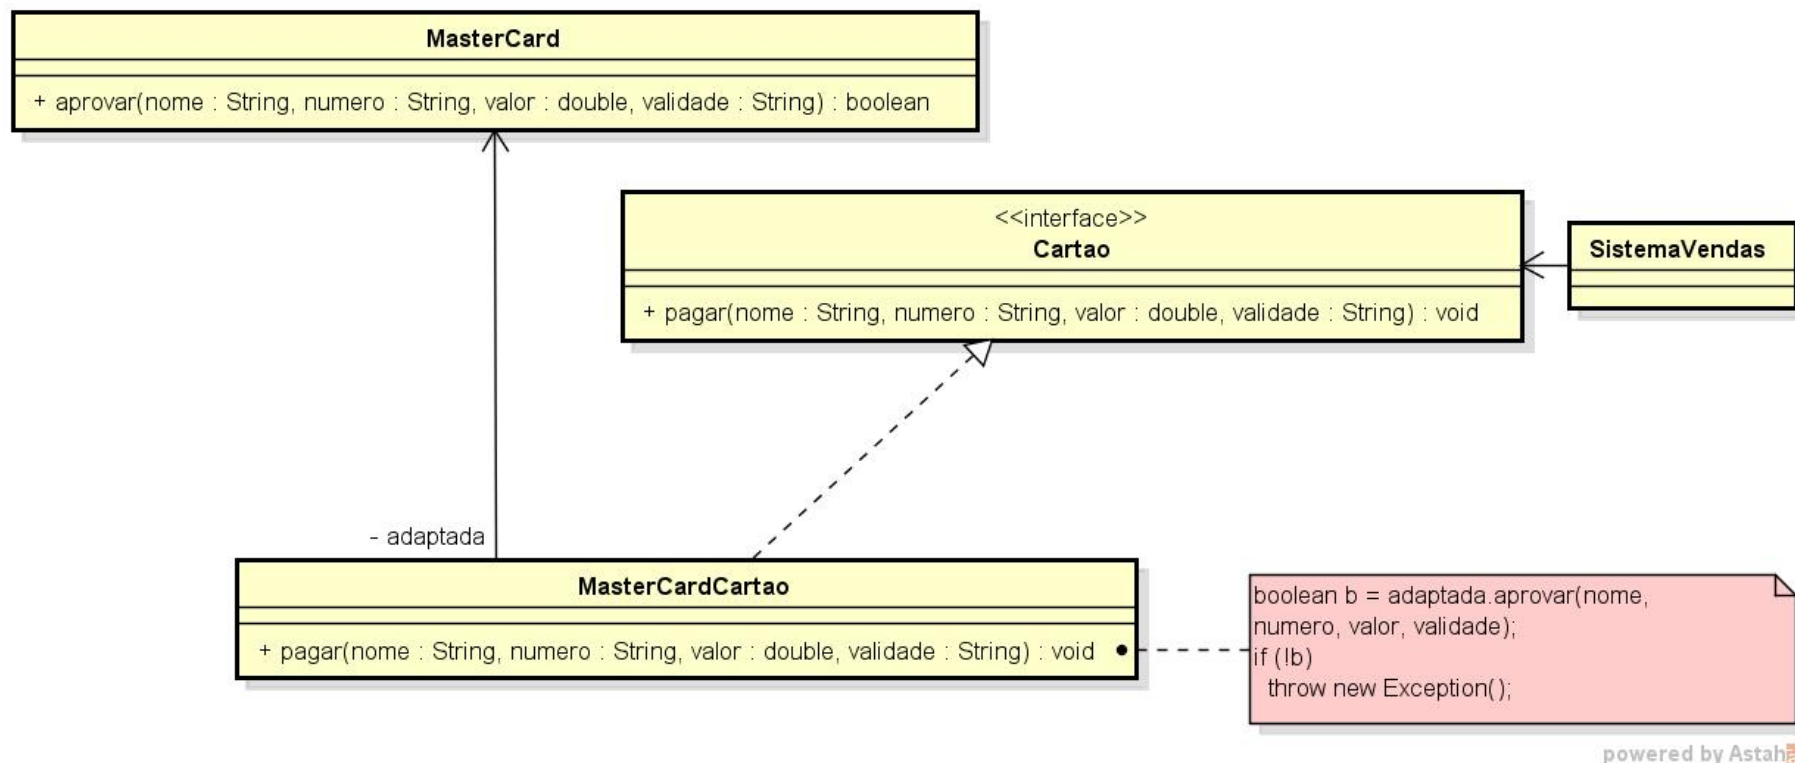 MasterCard
+ aprovar(nome : String, numero : String, valor : double, validade : String) : boolean
<<interface>>
Cartao
+ pagar(nome : String, numero : String, valor : double, validade : String) : void
SistemaVendas
- adaptada
MasterCardCartao
+ pagar(nome : String, numero : String, valor : double, validade : String) : void
boolean b = adaptada.aprovar(nome,
numero, valor, validade);
if (!b)
throw new Exception();
powered by Astah